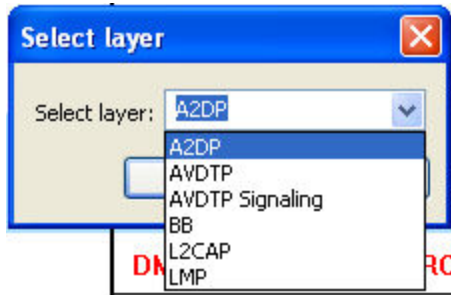 Select layer
Select layer: A2DP
A2DP
AVDTP
AVDTP Signaling
BB
L2CAP
LMP